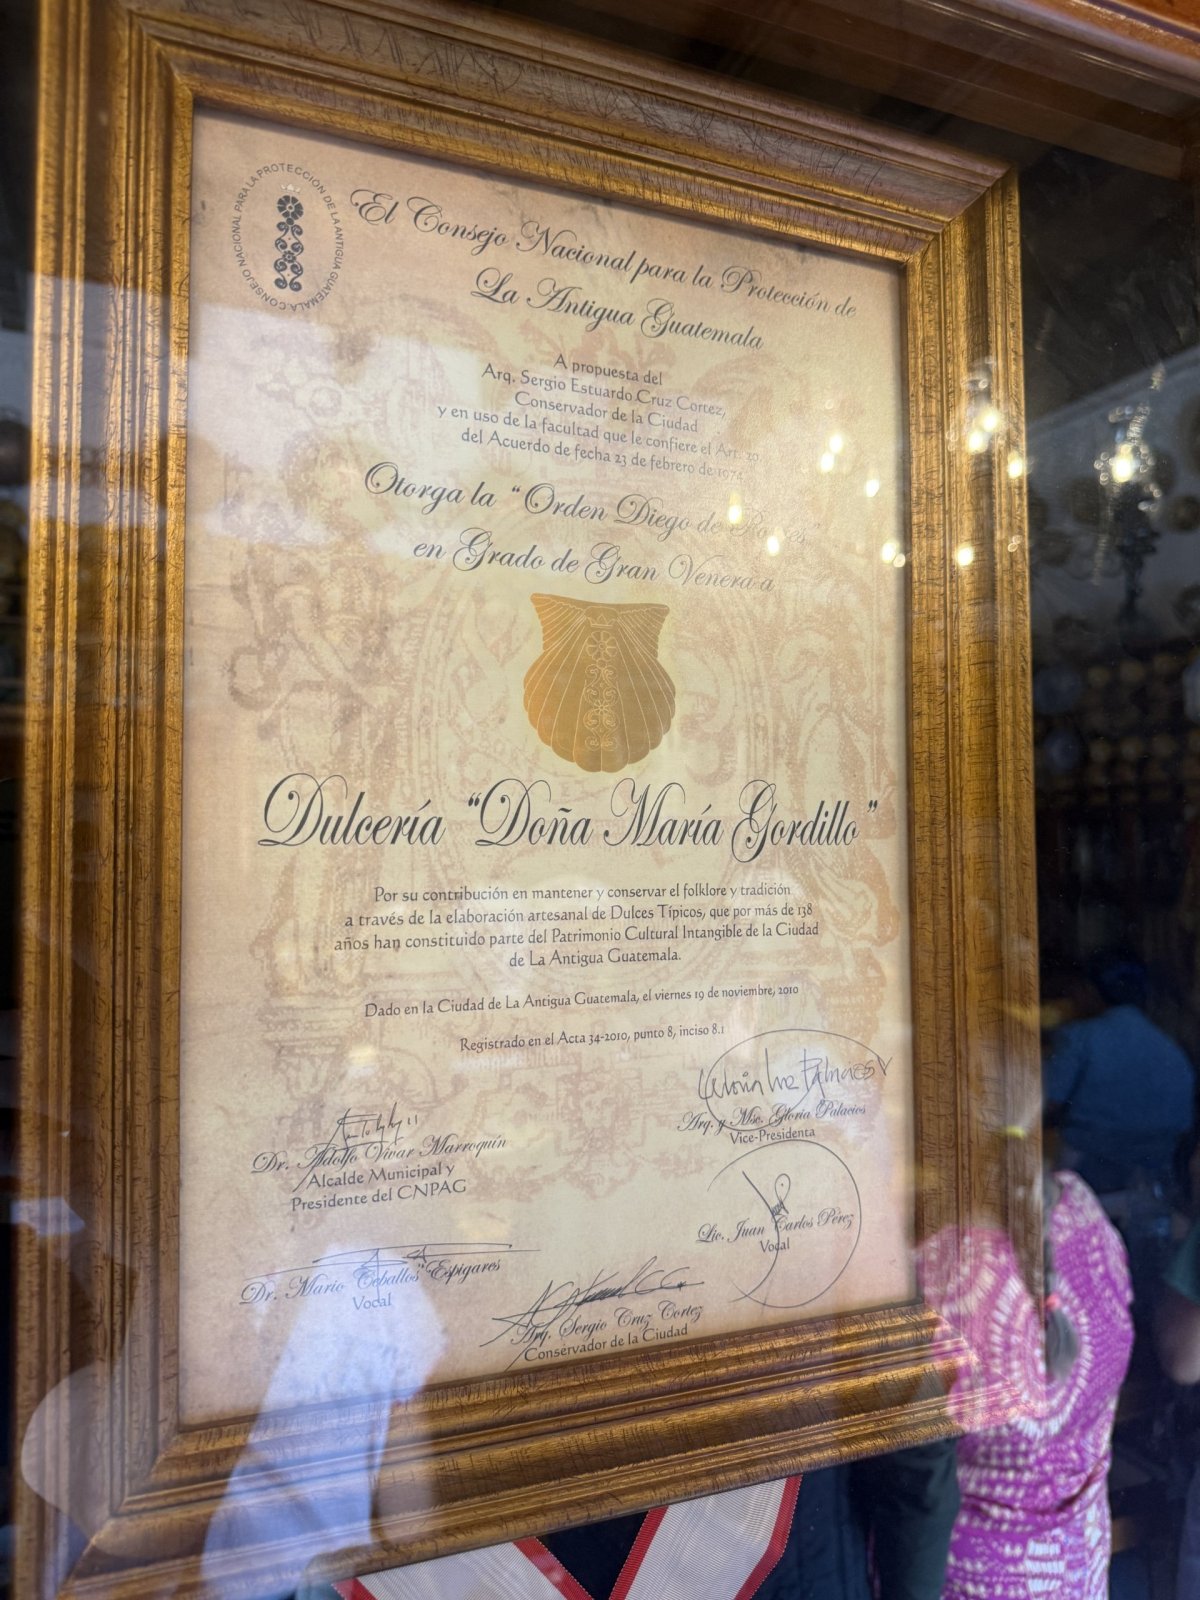 CONSEJO NACIONAL PARA LA PROTECCIÓN DE LA ANTIGUA GUATEMALA
El Consejo Nacional para la Protección de
La Antigua Guatemala
A propuesta del
Arq. Sergio Estuardo Cruz Cortez,
Conservador de la Ciudad
y en uso de la facultad que le confiere el Art. 20.
del Acuerdo de fecha 23 de febrero de 1974
Otorga la "Orden Diego de Porres"
en Grado de Gran Venera a
Dulcería "Doña María Gordillo"
Por su contribución en mantener y conservar el folklore y tradición
a través de la elaboración artesanal de Dulces Típicos, que por más de 138
años han constituido parte del Patrimonio Cultural Intangible de la Ciudad
de La Antigua Guatemala.
Dado en la Ciudad de La Antigua Guatemala, el viernes 19 de noviembre, 2010
Registrado en el Acta 34-2010, punto 8, inciso 8.1
Arq. y Msc. Gloria Palacios
Vice-Presidenta
Dr. Adolfo Vivar Marroquín
Alcalde Municipal y
Presidente del CNPAG
Lic. Juan Carlos Pérez
Vocal
Dr. Mario Ceballos Espigares
Vocal
Arq. Sergio Cruz Cortez
Conservador de la Ciudad